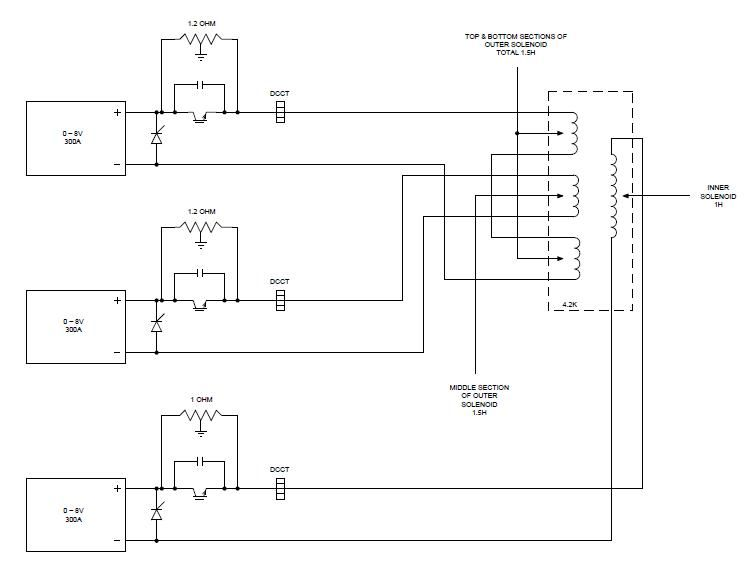 1.2 OHM
TOP & BOTTOM SECTIONS OF
OUTER SOLENOID
TOTAL 1.5H
DCCT
+
0 – 8V
300A
–
INNER
SOLENOID
1H
1.2 OHM
DCCT
+
0 – 8V
300A
–
4.2K
MIDDLE SECTION
OF OUTER
SOLENOID
1.5H
1 OHM
DCCT
+
0 – 8V
300A
–